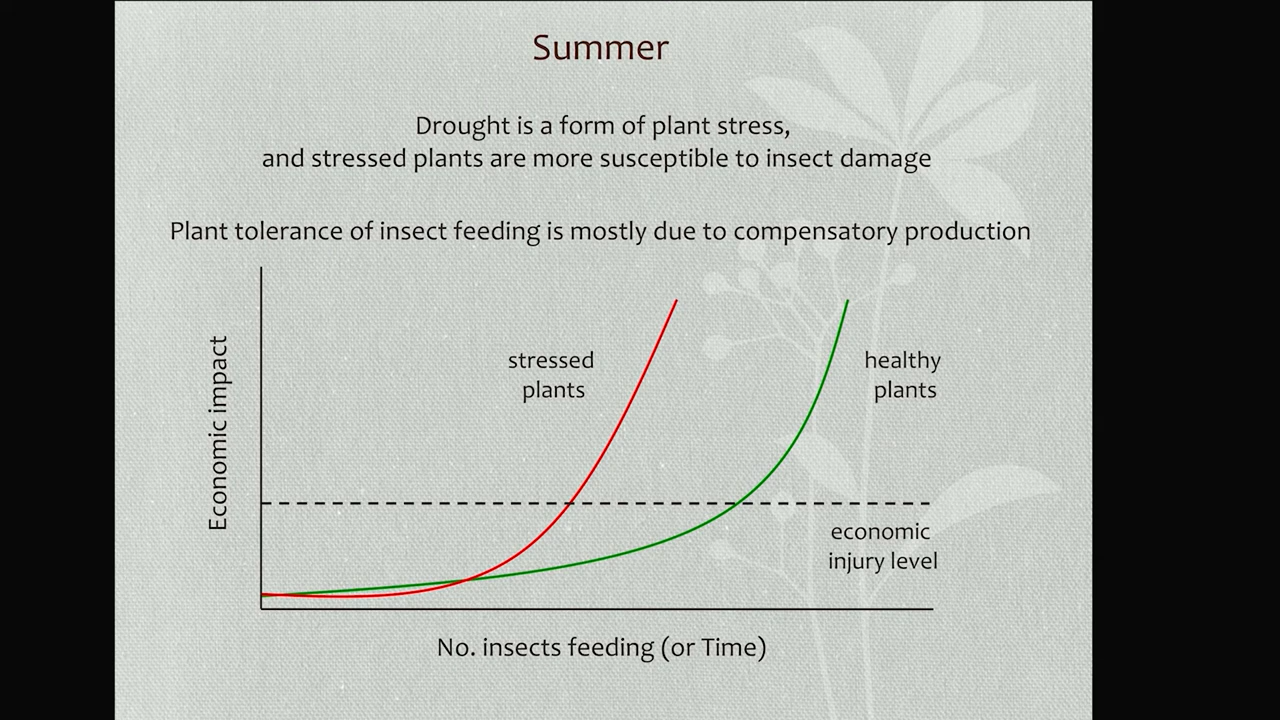 Summer
Drought is a form of plant stress,
and stressed plants are more susceptible to insect damage
Plant tolerance of insect feeding is mostly due to compensatory production
Economic impact
stressed
plants
healthy
plants
economic
injury level
No. insects feeding (or Time)